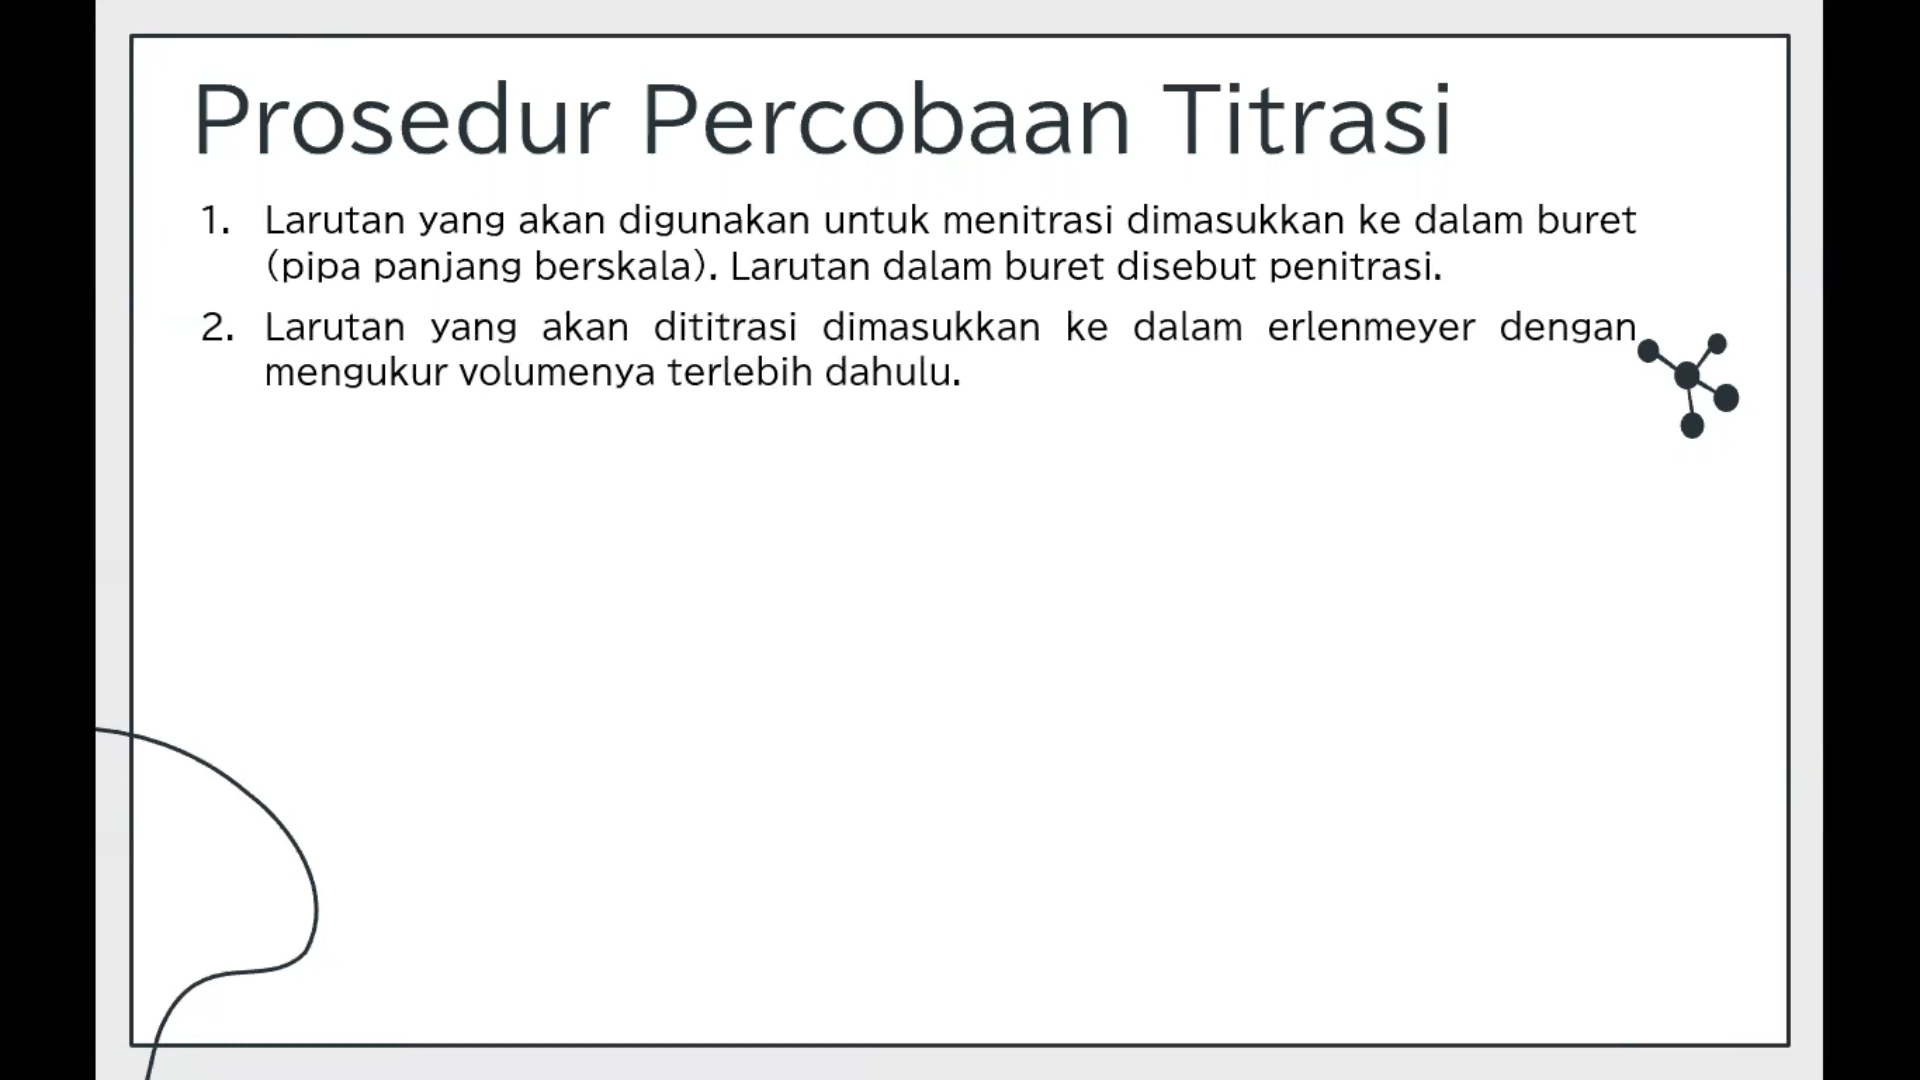 Prosedur Percobaan Titrasi
1. Larutan yang akan digunakan untuk menitrasi dimasukkan ke dalam buret
(pipa panjang berskala). Larutan dalam buret disebut penitrasi.
2. Larutan yang akan dititrasi dimasukkan ke dalam erlenmeyer dengan
mengukur volumenya terlebih dahulu.